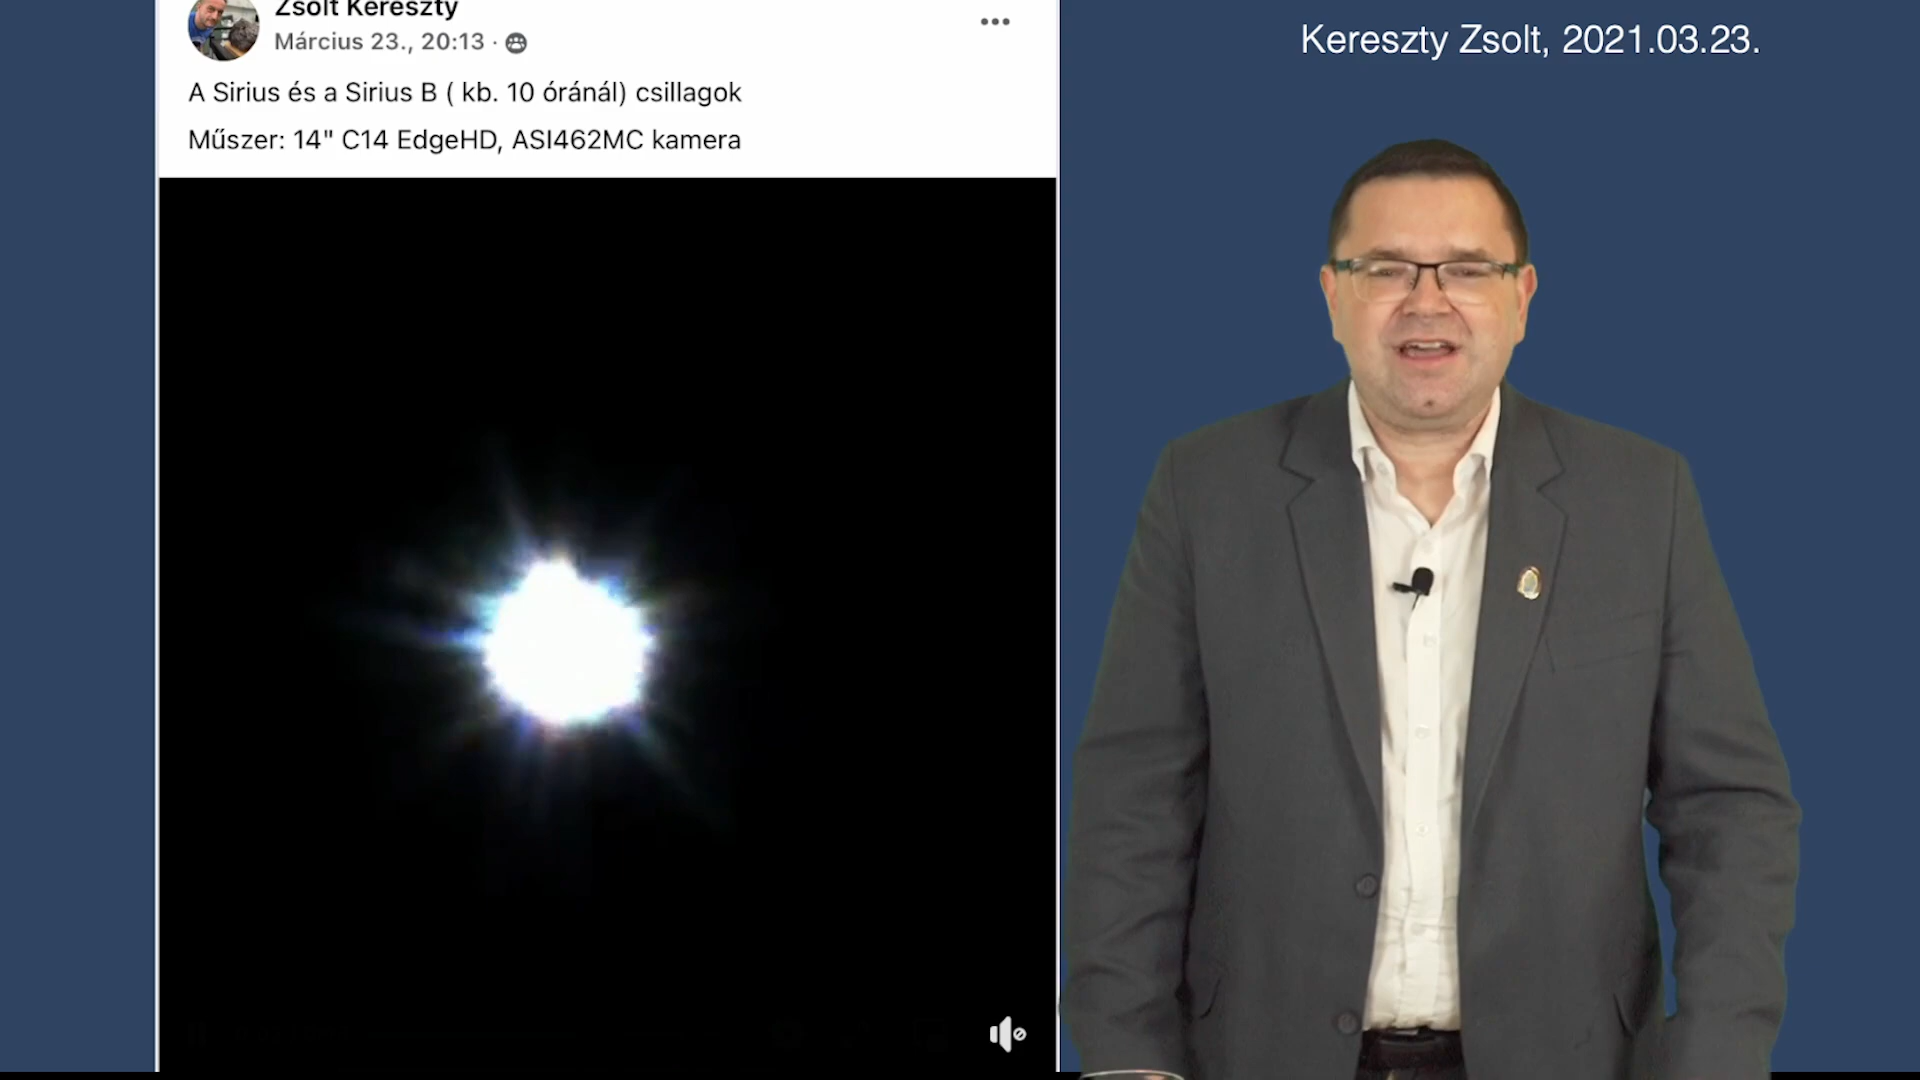 Zsolt Kereszty
Március 23., 20:13 ·
A Sirius és a Sirius B ( kb. 10 óránál) csillagok
Műszer: 14" C14 EdgeHD, ASI462MC kamera
Kereszty Zsolt, 2021.03.23.